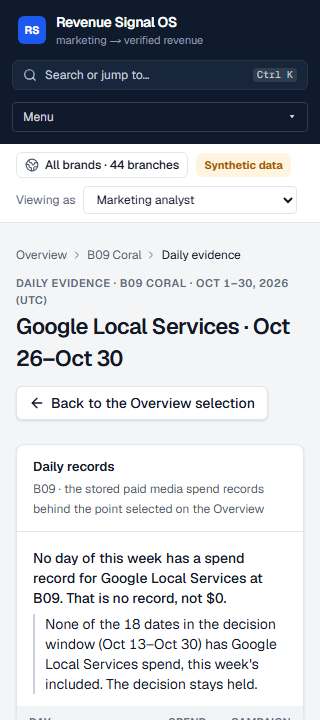 RS
Revenue Signal OS
marketing → verified revenue
Search or jump to...
Ctrl K
Menu
All brands · 44 branches
Synthetic data
Viewing as
Marketing analyst
Overview > B09 Coral > Daily evidence
DAILY EVIDENCE · B09 CORAL · OCT 1–30, 2026
(UTC)
Google Local Services · Oct
26–Oct 30
← Back to the Overview selection
Daily records
B09 · the stored paid media spend records
behind the point selected on the Overview
No day of this week has a spend
record for Google Local Services at
B09. That is no record, not $0.
None of the 18 dates in the decision
window (Oct 13–Oct 30) has Google
Local Services spend, this week's
included. The decision stays held.